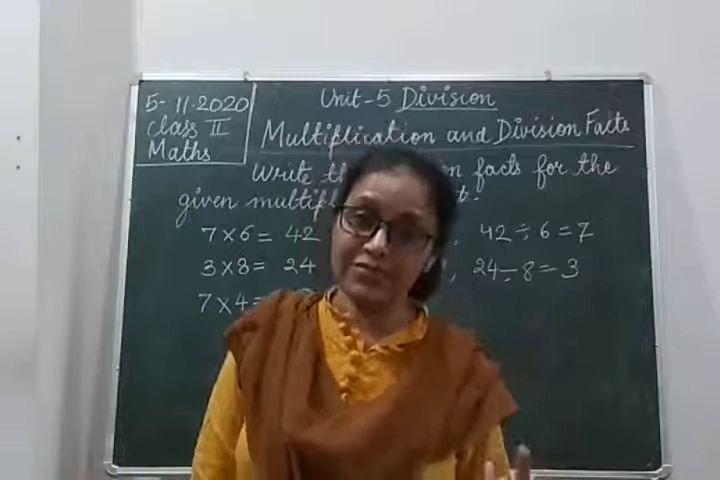 5-11-2020
Class II
Maths
Unit-5 Division
Multiplication and Division Facts
Write facts for the
given
7×6= 42 , 42÷6=7
3×8= 24 , 24÷8=3
7×4=